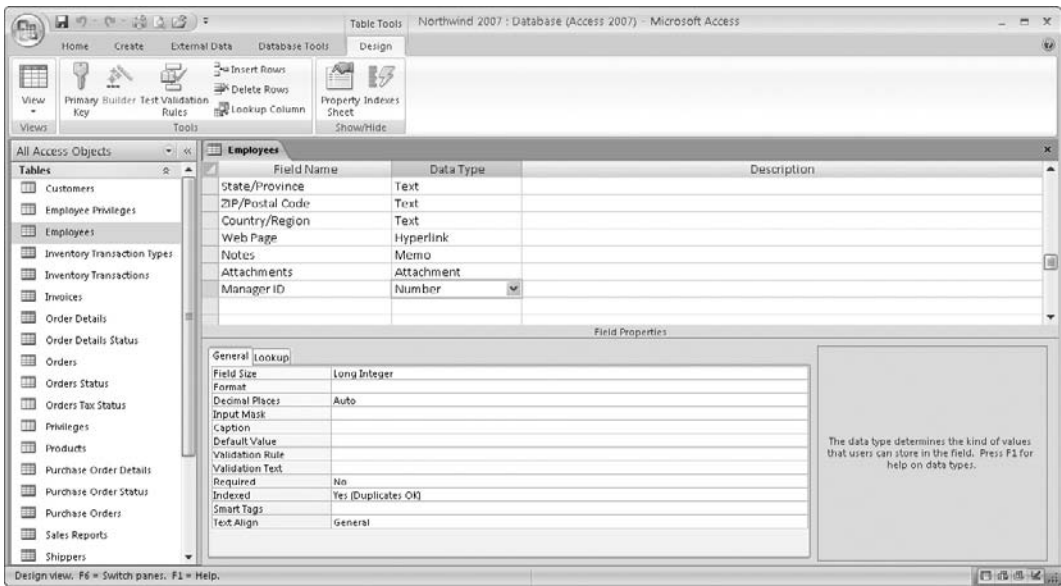 Table Tools
Northwind 2007 : Database (Access 2007) - Microsoft Access
Home Create External Data Database Tools Design
View
Primary Key
Builder
Test Validation Rules
Insert Rows
Delete Rows
Lookup Column
Property Sheet
Indexes
Views
Tools
Show/Hide
All Access Objects
Tables
Customers
Employee Privileges
Employees
Inventory Transaction Types
Inventory Transactions
Invoices
Order Details
Order Details Status
Orders
Orders Status
Orders Tax Status
Privileges
Products
Purchase Order Details
Purchase Order Status
Purchase Orders
Sales Reports
Shippers
Employees
Field Name Data Type Description
State/Province Text
ZIP/Postal Code Text
Country/Region Text
Web Page Hyperlink
Notes Memo
Attachments Attachment
Manager ID Number
Field Properties
General Lookup
Field Size Long Integer
Format
Decimal Places Auto
Input Mask
Caption
Default Value
Validation Rule
Validation Text
Required No
Indexed Yes (Duplicates OK)
Smart Tags
Text Align General
The data type determines the kind of values
that users can store in the field. Press F1 for
help on data types.
Design view. F6 = Switch panes. F1 = Help.